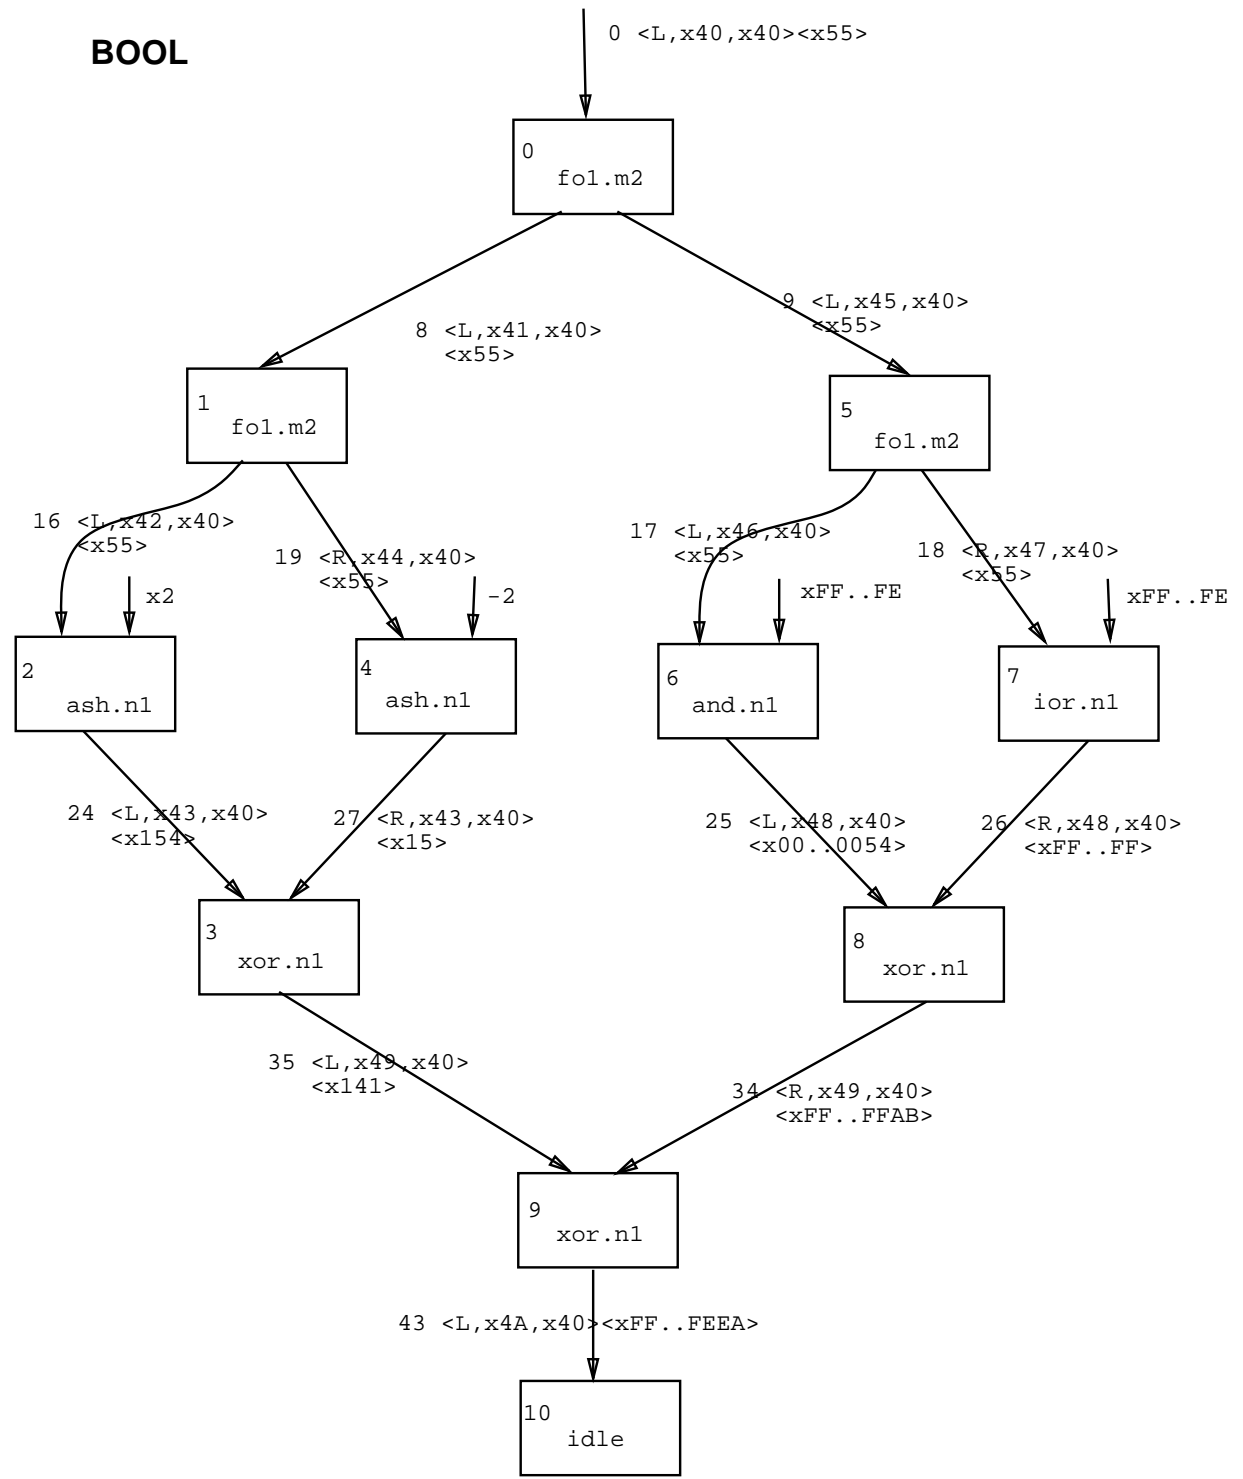 BOOL
0 <L,x40,x40><x55>
0
fo1.m2
8 <L,x41,x40>
<x55>
9 <L,x45,x40>
<x55>
1
fo1.m2
5
fo1.m2
16 <L,x42,x40>
<x55>
19 <R,x44,x40>
<x55>
17 <L,x46,x40>
<x55>
18 <R,x47,x40>
<x55>
x2
-2
xFF..FE
xFF..FE
2
ash.n1
4
ash.n1
6
and.n1
7
ior.n1
24 <L,x43,x40>
<x154>
27 <R,x43,x40>
<x15>
25 <L,x48,x40>
<x00..0054>
26 <R,x48,x40>
<xFF..FF>
3
xor.n1
8
xor.n1
35 <L,x49,x40>
<x141>
34 <R,x49,x40>
<xFF..FFAB>
9
xor.n1
43 <L,x4A,x40><xFF..FEEA>
10
idle